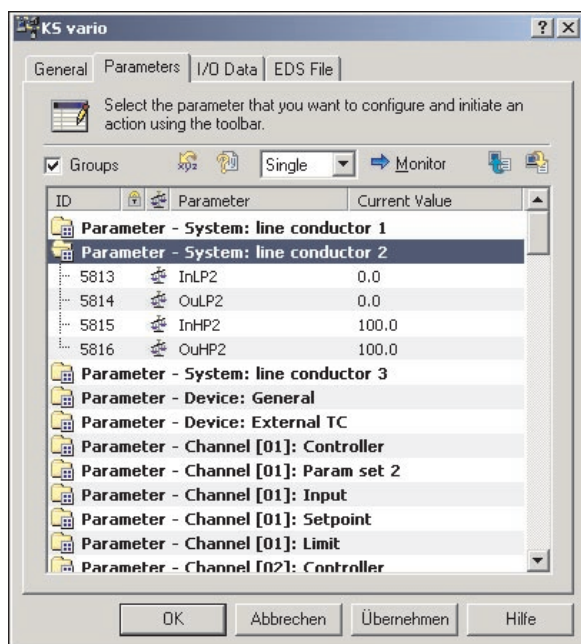 KS vario
General Parameters I/O Data EDS File
Select the parameter that you want to configure and initiate an
action using the toolbar.
Groups xyz Single Monitor
ID Parameter Current Value
Parameter - System: line conductor 1
Parameter - System: line conductor 2
5813 InLP2 0.0
5814 OuLP2 0.0
5815 InHP2 100.0
5816 OuHP2 100.0
Parameter - System: line conductor 3
Parameter - Device: General
Parameter - Device: External TC
Parameter - Channel [01]: Controller
Parameter - Channel [01]: Param set 2
Parameter - Channel [01]: Input
Parameter - Channel [01]: Setpoint
Parameter - Channel [01]: Limit
Parameter - Channel [02]: Controller
OK Abbrechen Übernehmen Hilfe